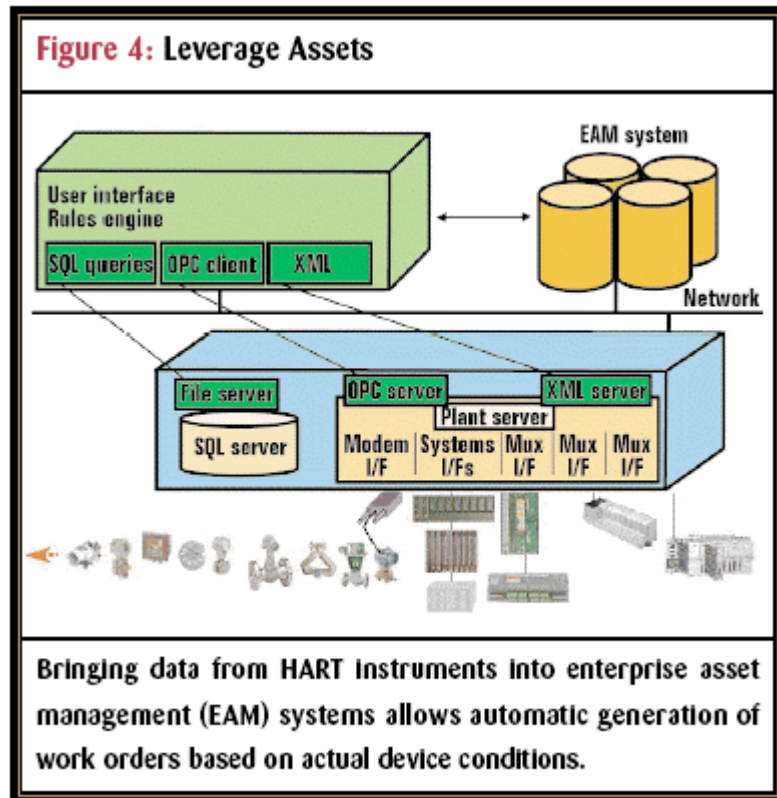 Figure 4: Leverage Assets
EAM system
User interface
Rules engine
SQL queries
OPC client
XML
Network
File server
OPC server
XML server
Plant server
SQL server
Modem I/F
Systems I/Fs
Mux I/F
Mux I/F
Mux I/F
Bringing data from HART instruments into enterprise asset
management (EAM) systems allows automatic generation of
work orders based on actual device conditions.